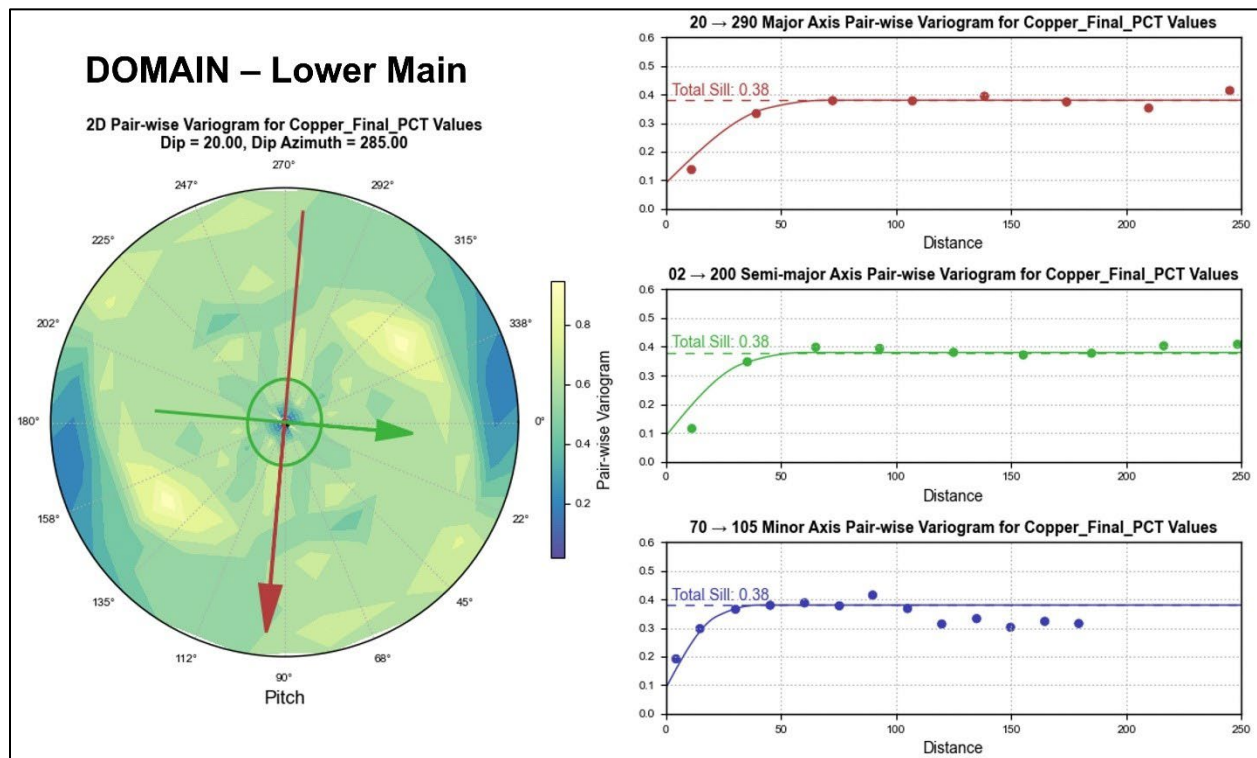 DOMAIN – Lower Main
2D Pair-wise Variogram for Copper_Final_PCT Values
Dip = 20.00, Dip Azimuth = 285.00
270°
247°
292°
225°
315°
202°
338°
180°
0°
158°
22°
135°
45°
112°
68°
90°
Pitch
0.8
0.6
0.4
0.2
Pair-wise Variogram
20 → 290 Major Axis Pair-wise Variogram for Copper_Final_PCT Values
0.6
0.5
0.4
0.3
0.2
0.1
0.0
Total Sill: 0.38
0 50 100 150 200 250
Distance
02 → 200 Semi-major Axis Pair-wise Variogram for Copper_Final_PCT Values
0.6
0.5
0.4
0.3
0.2
0.1
0.0
Total Sill: 0.38
0 50 100 150 200 250
Distance
70 → 105 Minor Axis Pair-wise Variogram for Copper_Final_PCT Values
0.6
0.5
0.4
0.3
0.2
0.1
0.0
Total Sill: 0.38
0 50 100 150 200 250
Distance